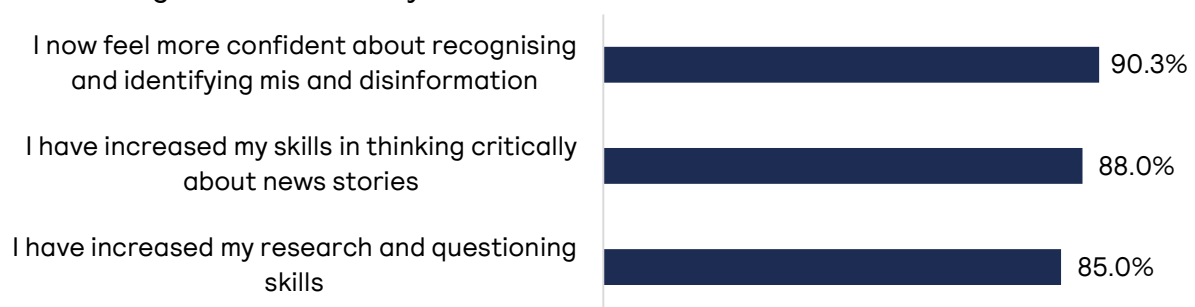 I now feel more confident about recognising
and identifying mis and disinformation
90.3%
I have increased my skills in thinking critically
about news stories
88.0%
I have increased my research and questioning
skills
85.0%